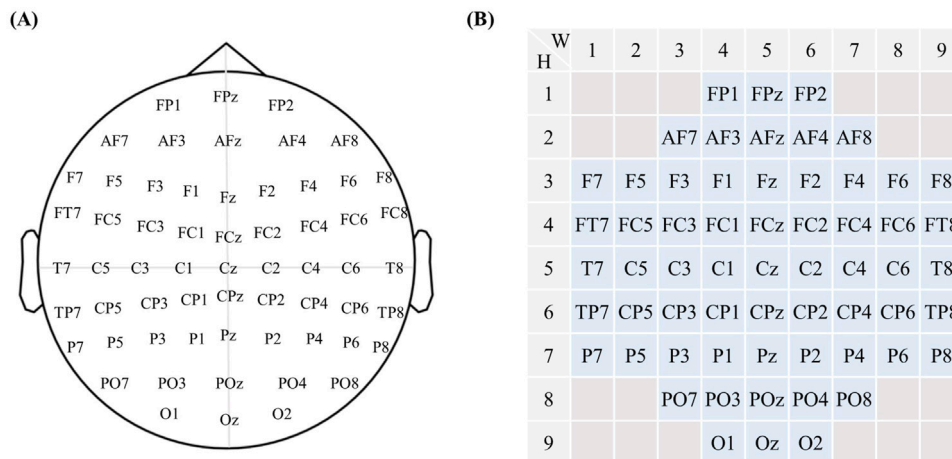 (A)
FPz
FP1 FP2
AF7 AF3 AFz AF4 AF8
F7 F5 F3 F1 Fz F2 F4 F6 F8
FT7 FC5 FC3 FC1 FCz FC2 FC4 FC6 FC8
T7 C5 C3 C1 Cz C2 C4 C6 T8
TP7 CP5 CP3 CP1 CPz CP2 CP4 CP6 TP8
P7 P5 P3 P1 Pz P2 P4 P6 P8
PO7 PO3 POz PO4 PO8
O1 Oz O2
(B)
W
H
1 2 3 4 5 6 7 8 9
1 FP1 FPz FP2
2 AF7 AF3 AFz AF4 AF8
3 F7 F5 F3 F1 Fz F2 F4 F6 F8
4 FT7 FC5 FC3 FC1 FCz FC2 FC4 FC6 FT8
5 T7 C5 C3 C1 Cz C2 C4 C6 T8
6 TP7 CP5 CP3 CP1 CPz CP2 CP4 CP6 TP8
7 P7 P5 P3 P1 Pz P2 P4 P6 P8
8 PO7 PO3 POz PO4 PO8
9 O1 Oz O2